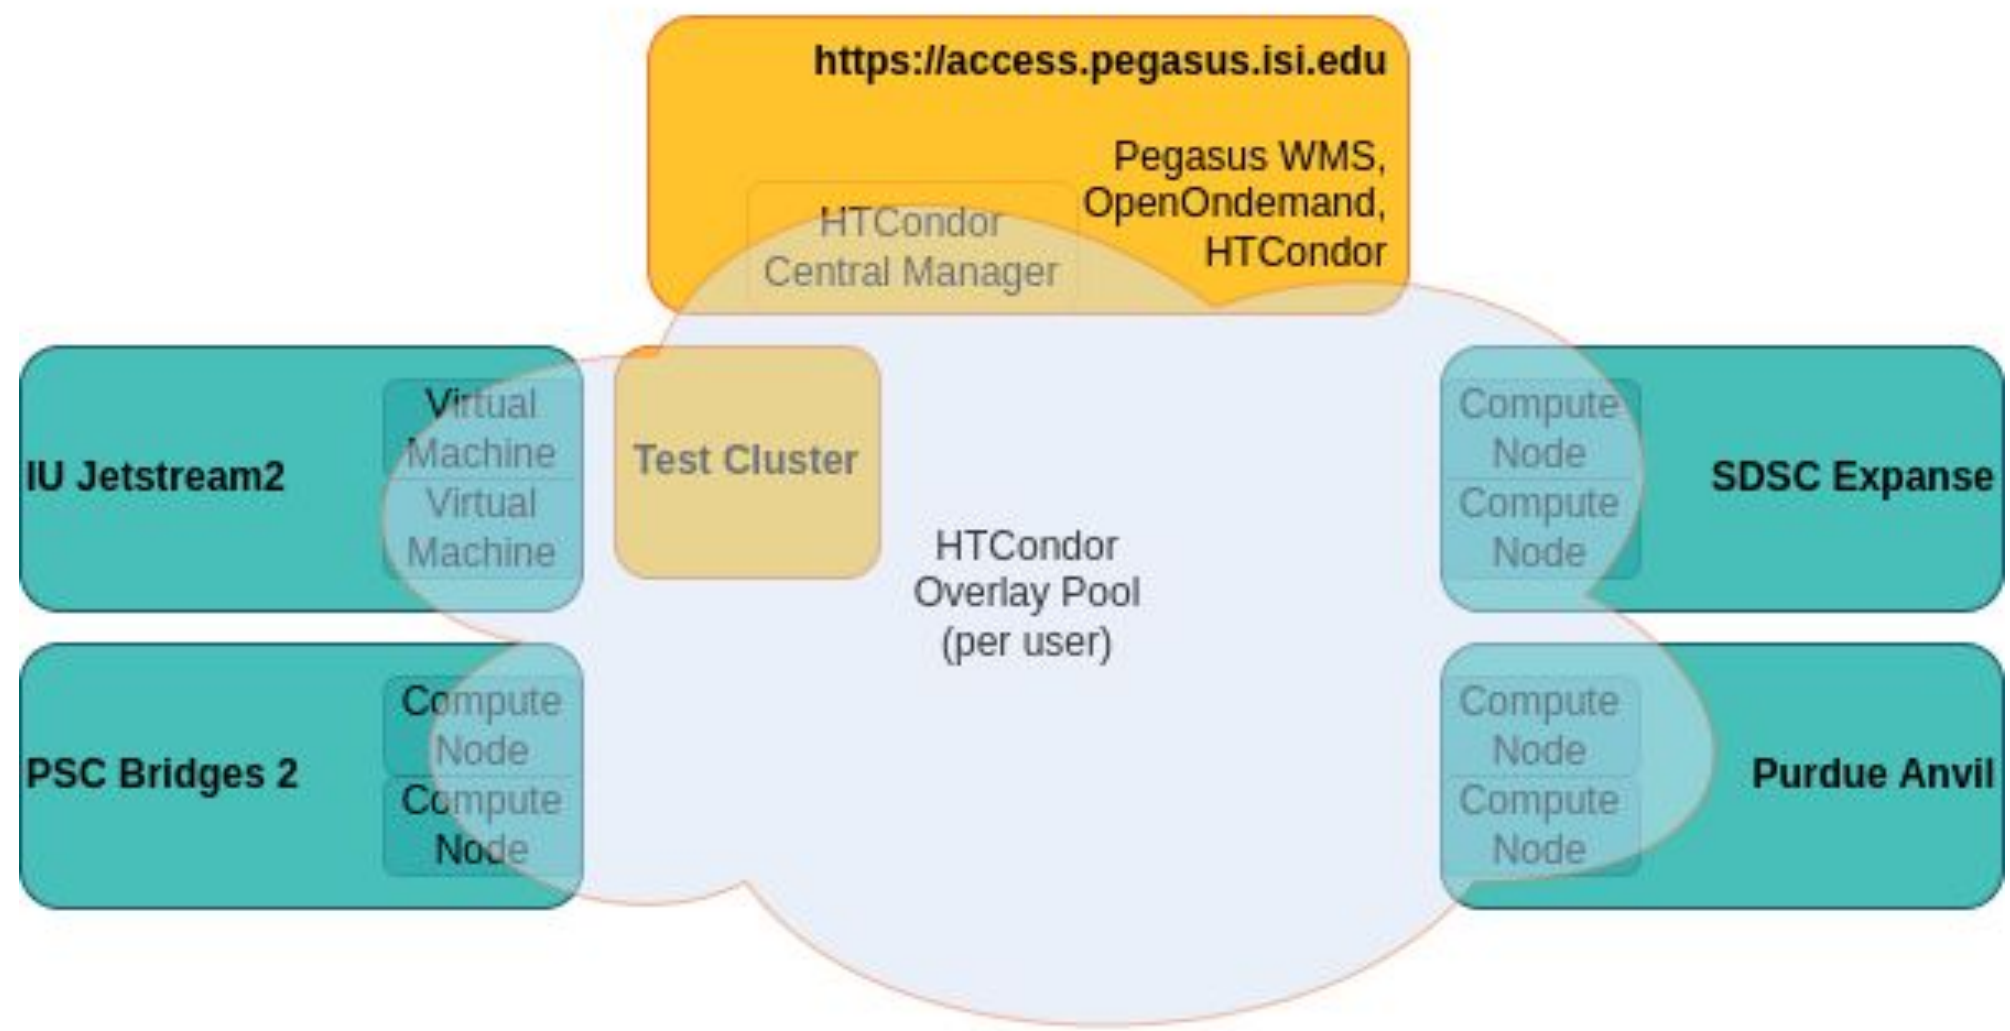 https://access.pegasus.isi.edu
Pegasus WMS,
OpenOndemand,
HTCondor
HTCondor
Central Manager
IU Jetstream2
Virtual
Machine
Virtual
Machine
Test Cluster
HTCondor
Overlay Pool
(per user)
Compute
Node
Compute
Node
SDSC Expanse
PSC Bridges 2
Compute
Node
Compute
Node
Compute
Node
Compute
Node
Purdue Anvil